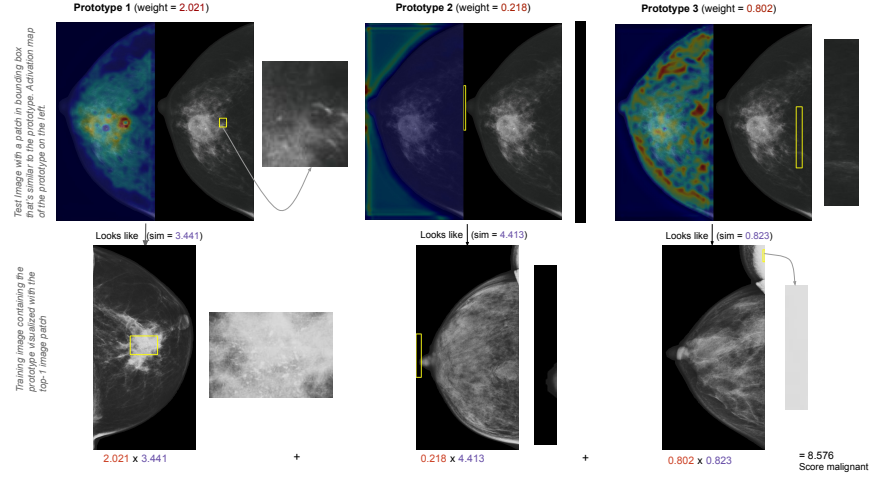 Prototype 1 (weight = 2.021)
Prototype 2 (weight = 0.218)
Prototype 3 (weight = 0.802)
Test Image with a patch in bounding box
that's similar to the prototype. Activation map
of the prototype on the left.
Looks like (sim = 3.441)
Looks like (sim = 4.413)
Looks like (sim = 0.823)
Training image containing the
prototype visualized with the
top-1 image patch
2.021 x 3.441
+
0.218 x 4.413
+
0.802 x 0.823
= 8.576
Score malignant